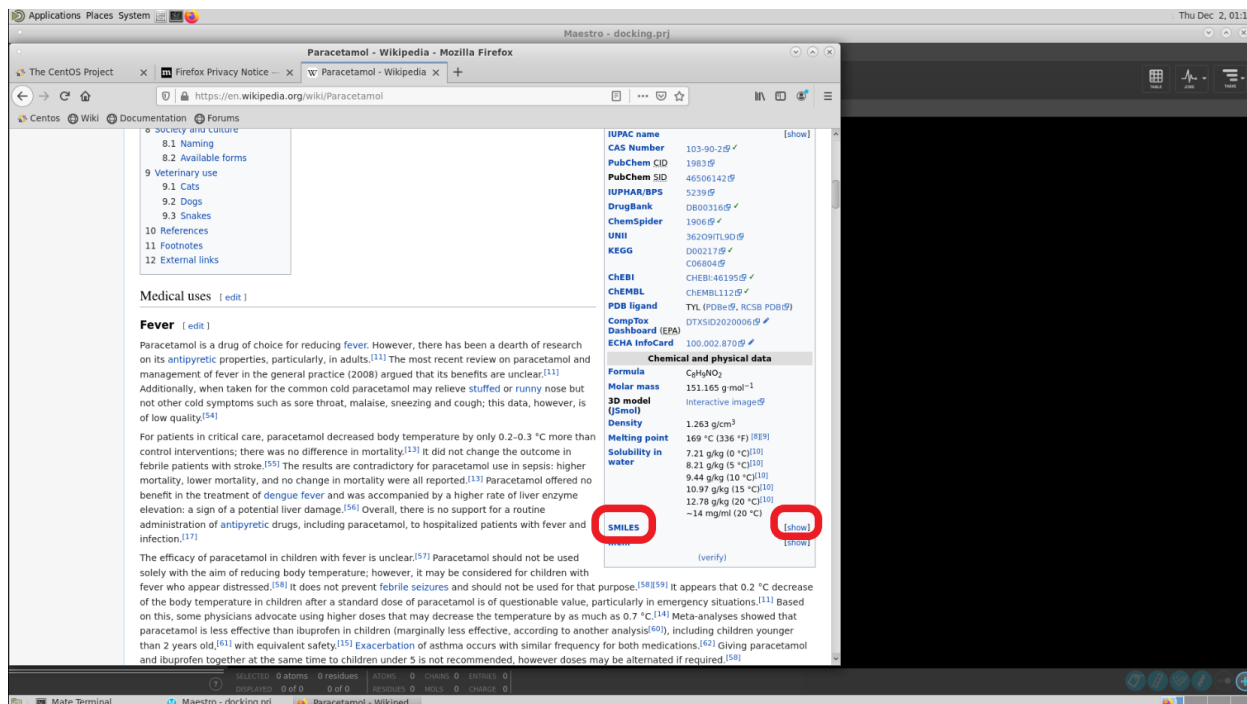 Applications Places System
Thu Dec 2, 01:1
Maestro - docking.prj
Paracetamol - Wikipedia - Mozilla Firefox
The CentOS Project × Firefox Privacy Notice — × Paracetamol - Wikipedia × +
https://en.wikipedia.org/wiki/Paracetamol
Centos Wiki Documentation Forums
TABLE JOBS TASKS
8 Society and culture
8.1 Naming
8.2 Available forms
9 Veterinary use
9.1 Cats
9.2 Dogs
9.3 Snakes
10 References
11 Footnotes
12 External links
Medical uses [ edit ]
Fever [ edit ]
Paracetamol is a drug of choice for reducing fever. However, there has been a dearth of research
on its antipyretic properties, particularly, in adults.[11] The most recent review on paracetamol and
management of fever in the general practice (2008) argued that its benefits are unclear.[11]
Additionally, when taken for the common cold paracetamol may relieve stuffed or runny nose but
not other cold symptoms such as sore throat, malaise, sneezing and cough; this data, however, is
of low quality.[54]
For patients in critical care, paracetamol decreased body temperature by only 0.2–0.3 °C more than
control interventions; there was no difference in mortality.[13] It did not change the outcome in
febrile patients with stroke.[55] The results are contradictory for paracetamol use in sepsis: higher
mortality, lower mortality, and no change in mortality were all reported.[13] Paracetamol offered no
benefit in the treatment of dengue fever and was accompanied by a higher rate of liver enzyme
elevation: a sign of a potential liver damage.[56] Overall, there is no support for a routine
administration of antipyretic drugs, including paracetamol, to hospitalized patients with fever and
infection.[17]
The efficacy of paracetamol in children with fever is unclear.[57] Paracetamol should not be used
solely with the aim of reducing body temperature; however, it may be considered for children with
fever who appear distressed.[58] It does not prevent febrile seizures and should not be used for that purpose.[58][59] It appears that 0.2 °C decrease
of the body temperature in children after a standard dose of paracetamol is of questionable value, particularly in emergency situations.[11] Based
on this, some physicians advocate using higher doses that may decrease the temperature by as much as 0.7 °C.[14] Meta-analyses showed that
paracetamol is less effective than ibuprofen in children (marginally less effective, according to another analysis[60]), including children younger
than 2 years old,[61] with equivalent safety.[15] Exacerbation of asthma occurs with similar frequency for both medications.[62] Giving paracetamol
and ibuprofen together at the same time to children under 5 is not recommended, however doses may be alternated if required.[58]
IUPAC name [show]
CAS Number 103-90-2 ✓
PubChem CID 1983
PubChem SID 46506142
IUPHAR/BPS 5239
DrugBank DB00316 ✓
ChemSpider 1906 ✓
UNII 362O9ITL9D
KEGG D00217 ✓
C06804
ChEBI CHEBI:46195 ✓
ChEMBL ChEMBL112 ✓
PDB ligand TYL (PDBe, RCSB PDB)
CompTox DTXSID2020006
Dashboard (EPA)
ECHA InfoCard 100.002.870
Chemical and physical data
Formula C₈H₉NO₂
Molar mass 151.165 g·mol⁻¹
3D model Interactive image
(JSmol)
Density 1.263 g/cm³
Melting point 169 °C (336 °F) [8][9]
Solubility in 7.21 g/kg (0 °C)[10]
water 8.21 g/kg (5 °C)[10]
9.44 g/kg (10 °C)[10]
10.97 g/kg (15 °C)[10]
12.78 g/kg (20 °C)[10]
~14 mg/ml (20 °C)
SMILES [show]
[show]
(verify)
SELECTED 0 atoms 0 residues ATOMS 0 CHAINS 0 ENTRIES 0
DISPLAYED 0 of 0 0 of 0 RESIDUES 0 MOLS 0 CHARGE 0
Mate Terminal Maestro - docking.prj Paracetamol - Wikiped